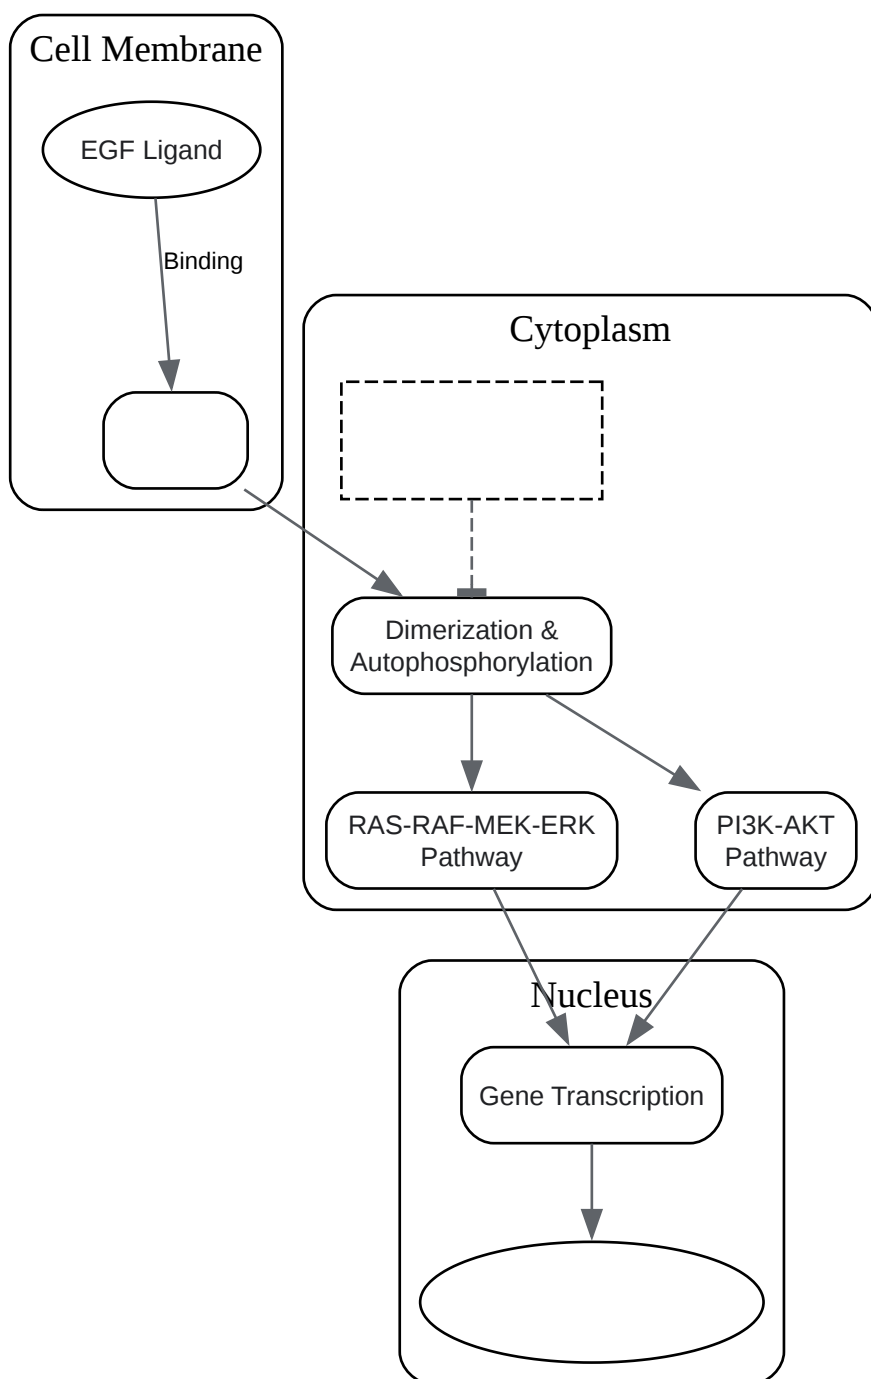 Cell Membrane
EGF Ligand
Binding
Cytoplasm
Dimerization &
Autophosphorylation
RAS-RAF-MEK-ERK
Pathway
PI3K-AKT
Pathway
Nucleus
Gene Transcription